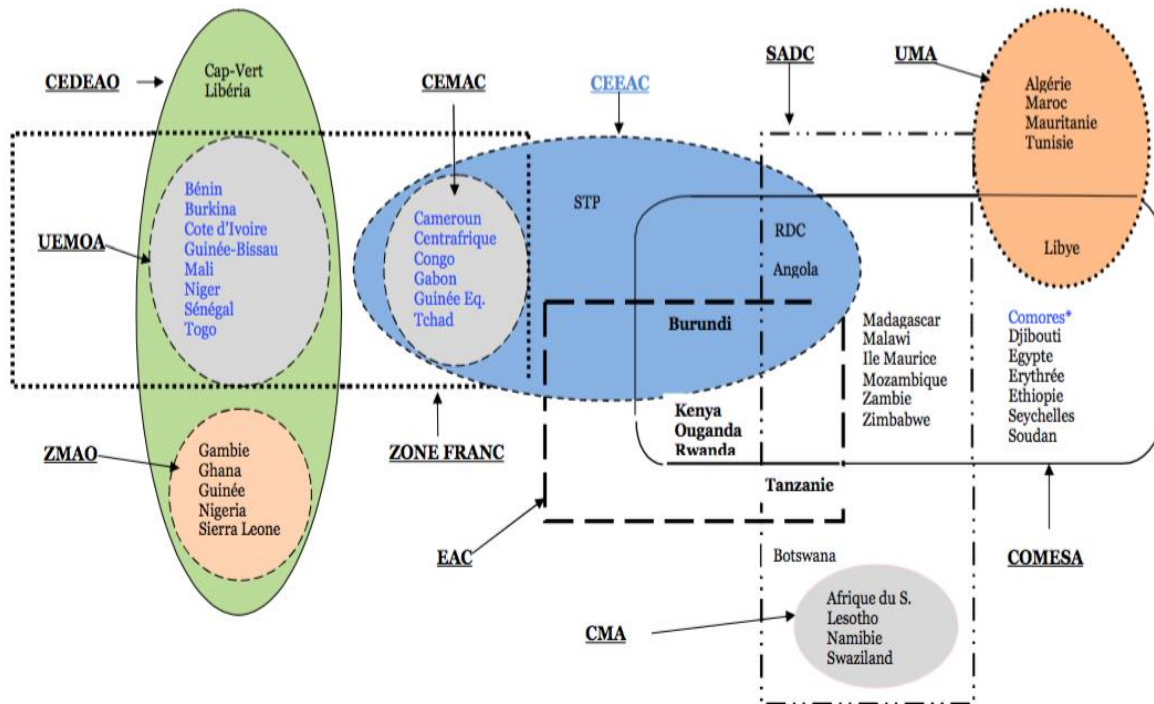 CEDEAO
Cap-Vert
Libéria
CEMAC
CEEAC
SADC
UMA
Algérie
Maroc
Mauritanie
Tunisie
UEMOA
Bénin
Burkina
Cote d'Ivoire
Guinée-Bissau
Mali
Niger
Sénégal
Togo
Cameroun
Centrafrique
Congo
Gabon
Guinée Eq.
Tchad
STP
RDC
Angola
Libye
Burundi
Madagascar
Malawi
Ile Maurice
Mozambique
Zambie
Zimbabwe
Comores*
Djibouti
Egypte
Erythrée
Ethiopie
Seychelles
Soudan
Kenya
Ouganda
Rwanda
ZMAO
Gambie
Ghana
Guinée
Nigeria
Sierra Leone
ZONE FRANC
Tanzanie
EAC
COMESA
Botswana
CMA
Afrique du S.
Lesotho
Namibie
Swaziland